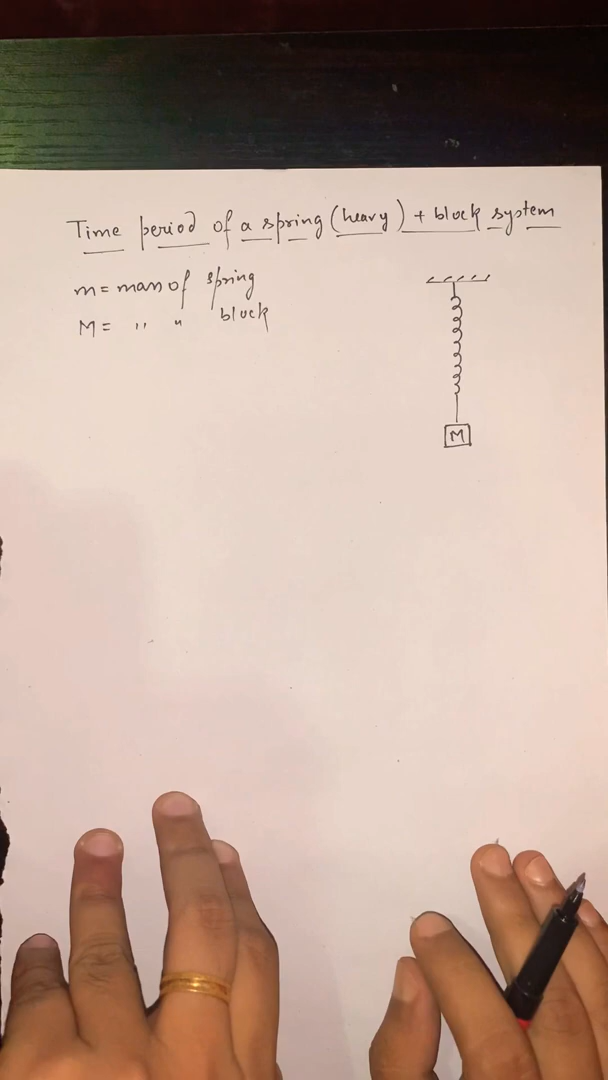 Time period of a spring (heavy) + block system
m = mass of spring
M = " " block
M